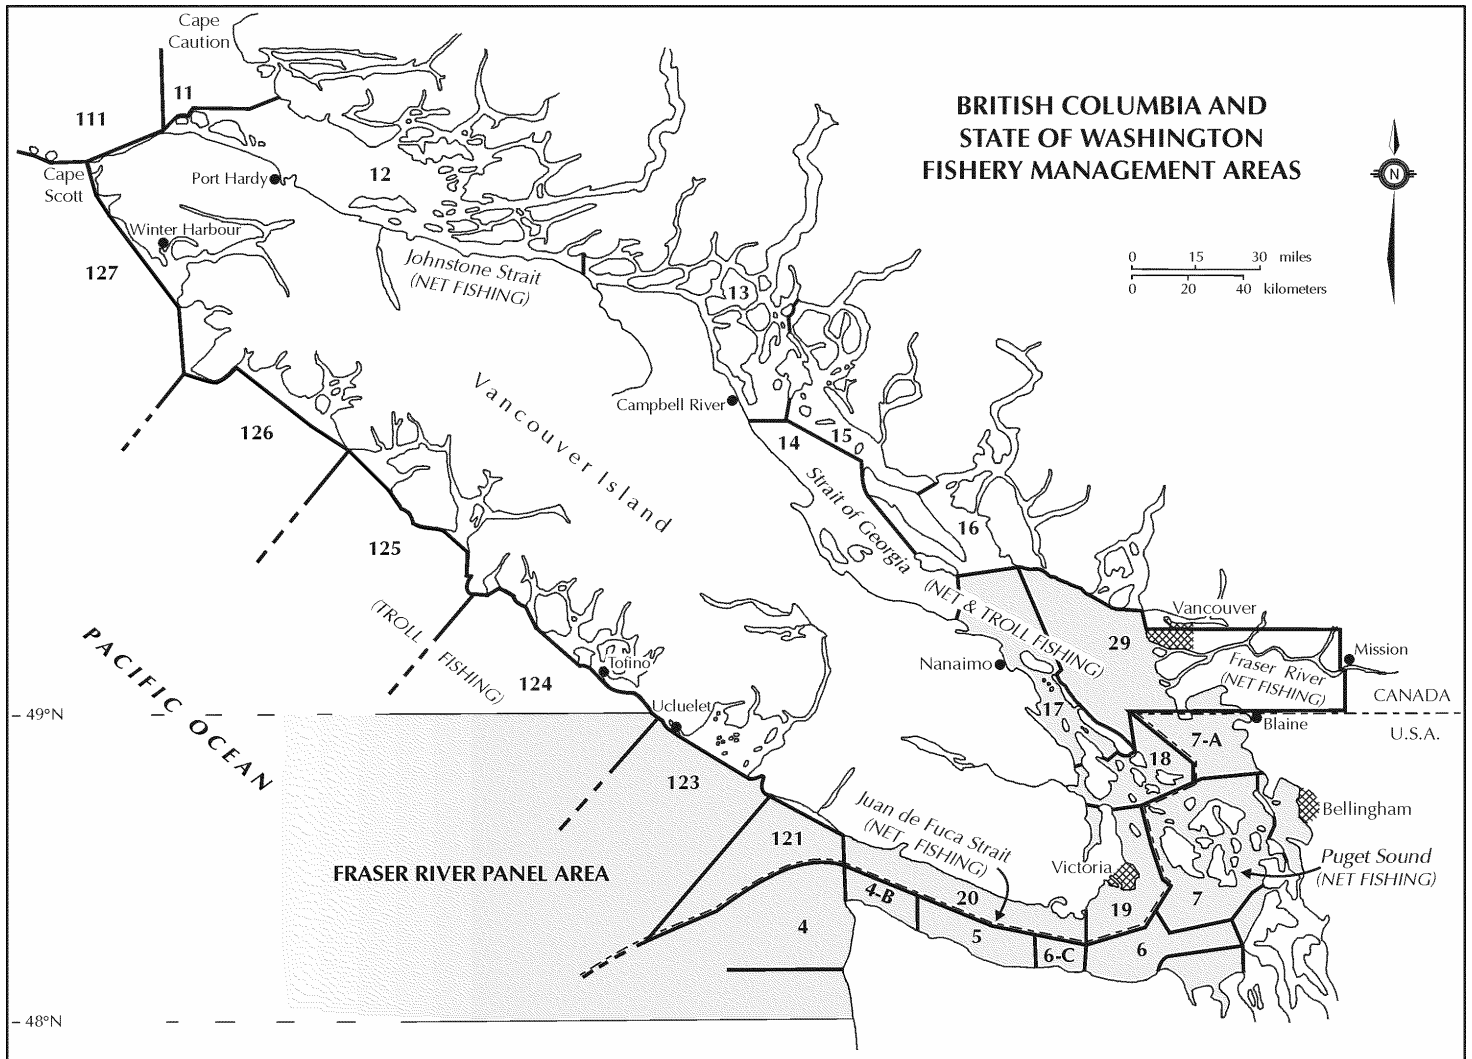 Cape
Caution
11
111
BRITISH COLUMBIA AND
STATE OF WASHINGTON
FISHERY MANAGEMENT AREAS
N
Cape
Scott
Port Hardy
12
Winter Harbour
127
Johnstone Strait
(NET FISHING)
13
0 15 30 miles
0 20 40 kilometers
Vancouver Island
Campbell River
126
14
15
Strait of Georgia
(NET & TROLL FISHING)
16
125
(TROLL
FISHING)
PACIFIC OCEAN
124
Tofino
Ucluelet
Nanaimo
29
17
Vancouver
Mission
Fraser River
(NET FISHING)
CANADA
49°N
Blaine
U.S.A.
7-A
18
123
121
Juan de Fuca Strait
(NET FISHING)
Bellingham
Victoria
Puget Sound
(NET FISHING)
FRASER RIVER PANEL AREA
4-B
20
19
7
4
5
6-C
6
48°N